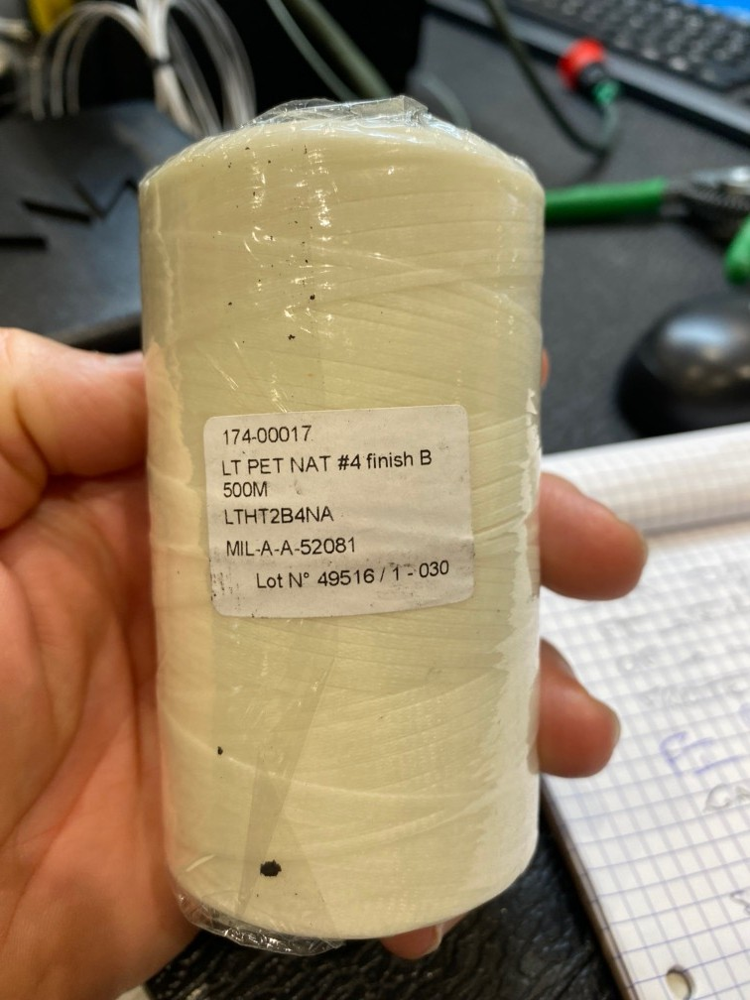 174-00017
LT PET NAT #4 finish B
500M
LTHT2B4NA
MIL-A-A-52081
Lot N° 49516 / 1 - 030